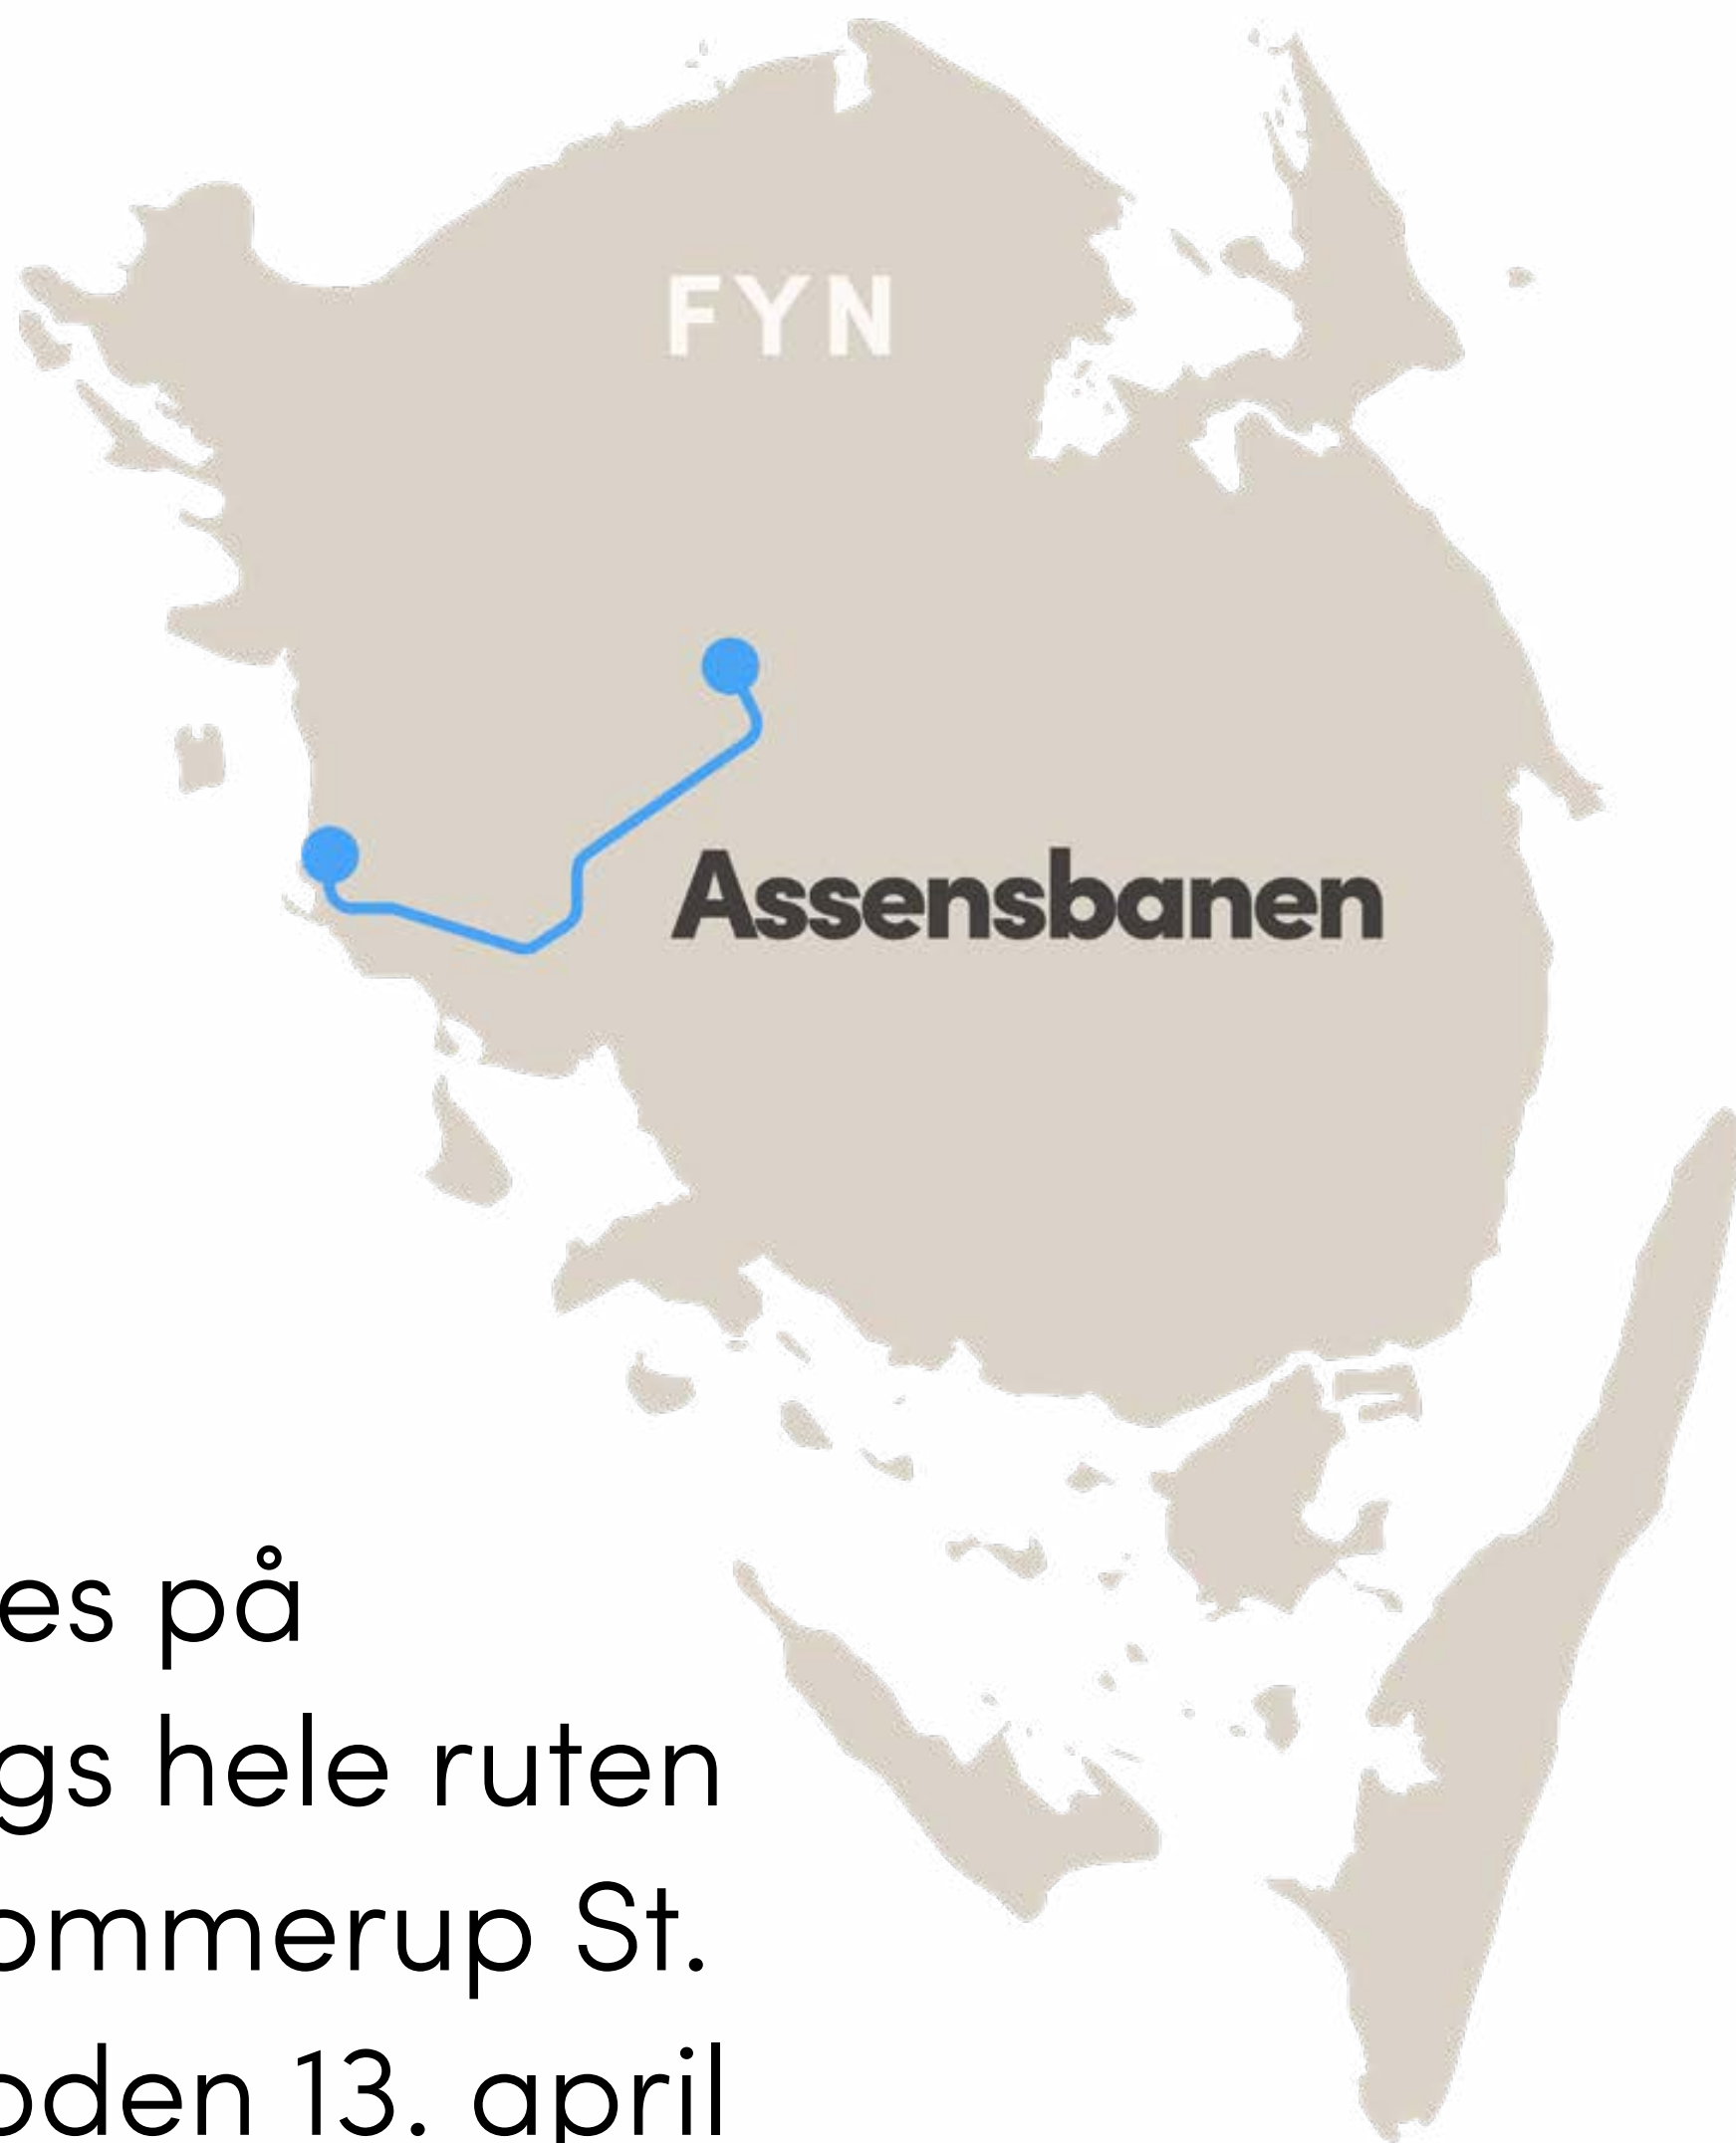 FYN
Assensbanen
es på
gs hele ruten
ommerup St.
oden 13. april